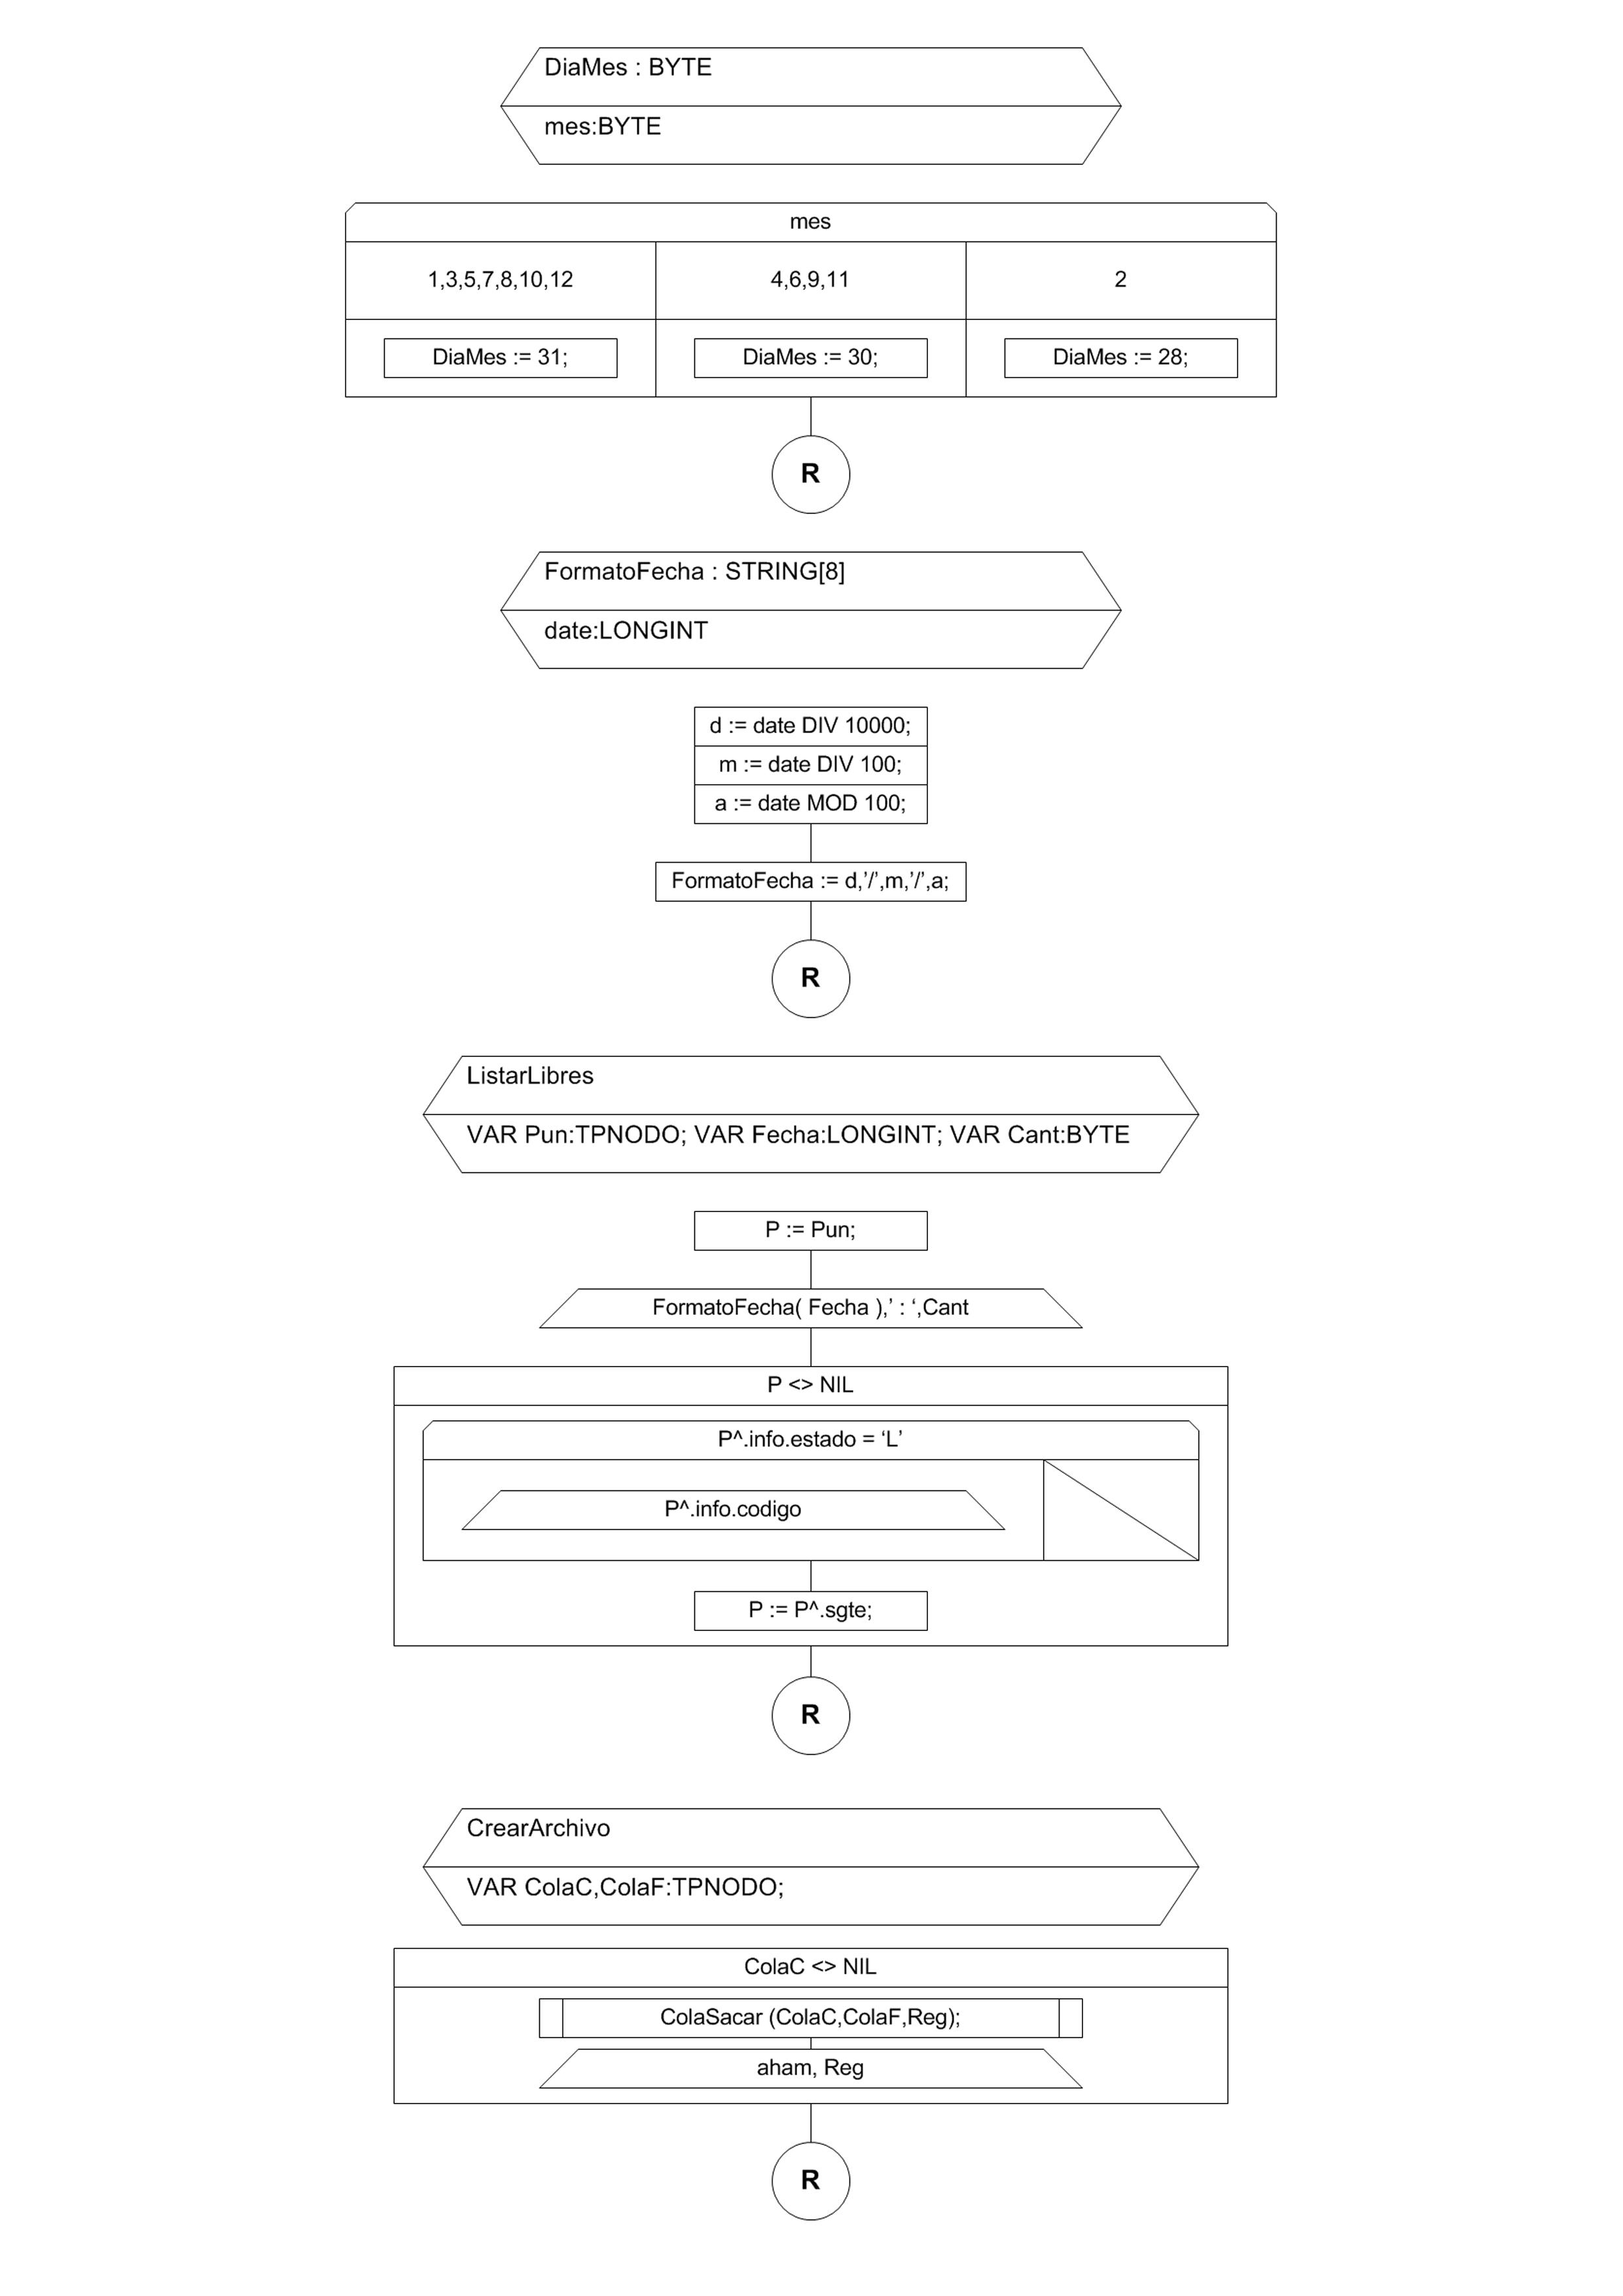 DiaMes : BYTE
mes:BYTE
mes
1,3,5,7,8,10,12
4,6,9,11
2
DiaMes := 31;
DiaMes := 30;
DiaMes := 28;
R
FormatoFecha : STRING[8]
date:LONGINT
d := date DIV 10000;
m := date DIV 100;
a := date MOD 100;
FormatoFecha := d,’/’,m,’/’,a;
R
ListarLibres
VAR Pun:TPNODO; VAR Fecha:LONGINT; VAR Cant:BYTE
P := Pun;
FormatoFecha( Fecha ),’ : ‘,Cant
P <> NIL
P^.info.estado = ‘L’
P^.info.codigo
P := P^.sgte;
R
CrearArchivo
VAR ColaC,ColaF:TPNODO;
ColaC <> NIL
ColaSacar (ColaC,ColaF,Reg);
aham, Reg
R